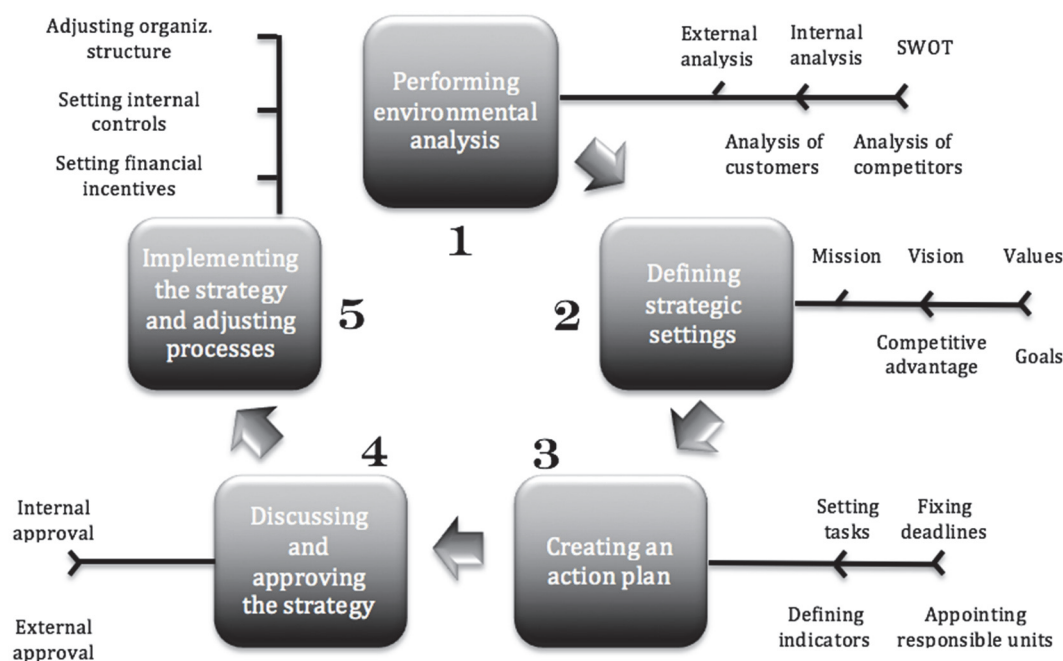 Performing
environmental
analysis
1
External
analysis
Internal
analysis
SWOT
Analysis of
customers
Analysis of
competitors
Defining
strategic
settings
2
Mission
Vision
Values
Competitive
advantage
Goals
Creating an
action plan
3
Setting
tasks
Fixing
deadlines
Defining
indicators
Appointing
responsible units
Discussing
and
approving
the strategy
4
Internal
approval
External
approval
Implementing
the strategy
and adjusting
processes
5
Adjusting organiz.
structure
Setting internal
controls
Setting financial
incentives